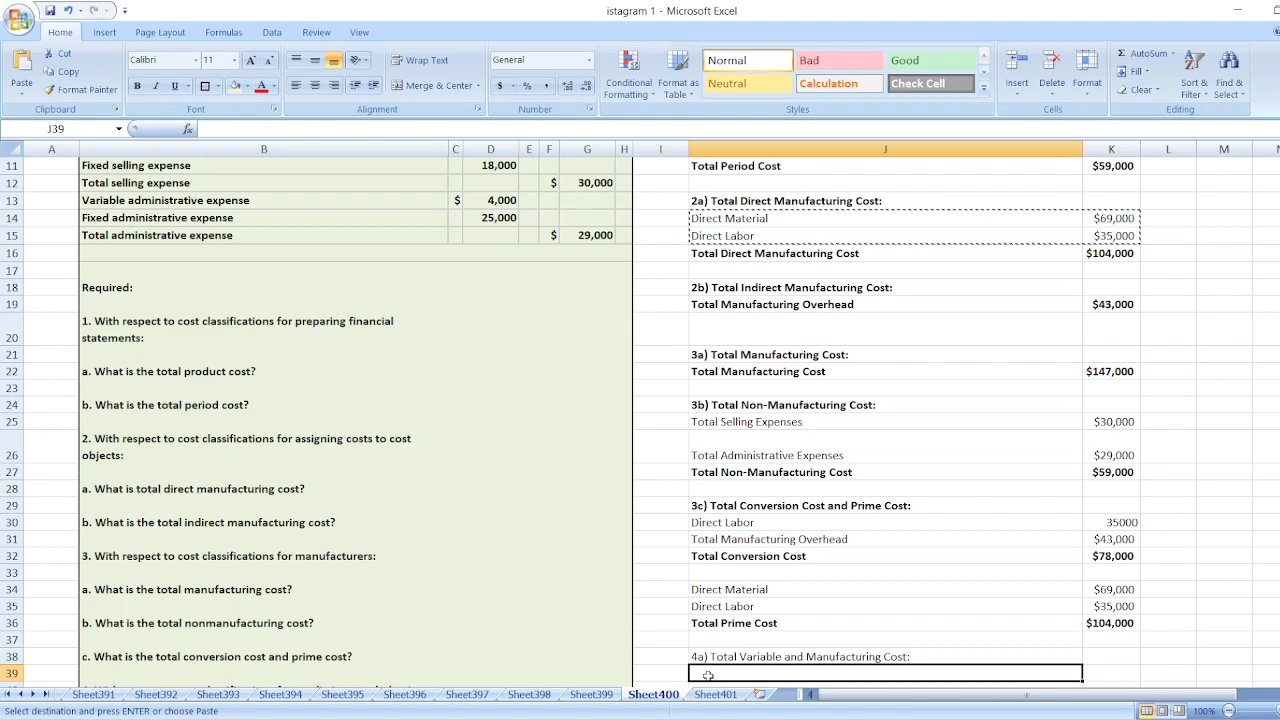 istagram 1 - Microsoft Excel
Home Insert Page Layout Formulas Data Review View
Paste Cut Copy Format Painter Clipboard
Calibri 11 B I U A Font
Wrap Text Merge & Center Alignment
General $ % , Number
Conditional Formatting Format as Table
Normal Bad Good
Neutral Calculation Check Cell
Styles
Insert Delete Format Cells
Σ AutoSum Fill Clear Sort & Filter Find & Select Editing
J39 fx
A B C D E F G H I J K L M
11 Fixed selling expense 18,000 Total Period Cost $59,000
12 Total selling expense $ 30,000
13 Variable administrative expense $ 4,000 2a) Total Direct Manufacturing Cost:
14 Fixed administrative expense 25,000 Direct Material $69,000
15 Total administrative expense $ 29,000 Direct Labor $35,000
16 Total Direct Manufacturing Cost $104,000
17
18 Required: 2b) Total Indirect Manufacturing Cost:
19 Total Manufacturing Overhead $43,000
1. With respect to cost classifications for preparing financial
20 statements:
21 3a) Total Manufacturing Cost:
22 a. What is the total product cost? Total Manufacturing Cost $147,000
23
24 b. What is the total period cost? 3b) Total Non-Manufacturing Cost:
25 Total Selling Expenses $30,000
2. With respect to cost classifications for assigning costs to cost
26 objects: Total Administrative Expenses $29,000
27 Total Non-Manufacturing Cost $59,000
28 a. What is total direct manufacturing cost?
29 3c) Total Conversion Cost and Prime Cost:
30 b. What is the total indirect manufacturing cost? Direct Labor 35000
31 Total Manufacturing Overhead $43,000
32 3. With respect to cost classifications for manufacturers: Total Conversion Cost $78,000
33
34 a. What is the total manufacturing cost? Direct Material $69,000
35 Direct Labor $35,000
36 b. What is the total nonmanufacturing cost? Total Prime Cost $104,000
37
38 c. What is the total conversion cost and prime cost? 4a) Total Variable and Manufacturing Cost:
39
Sheet391 Sheet392 Sheet393 Sheet394 Sheet395 Sheet396 Sheet397 Sheet398 Sheet399 Sheet400 Sheet401
Select destination and press ENTER or choose Paste 100%